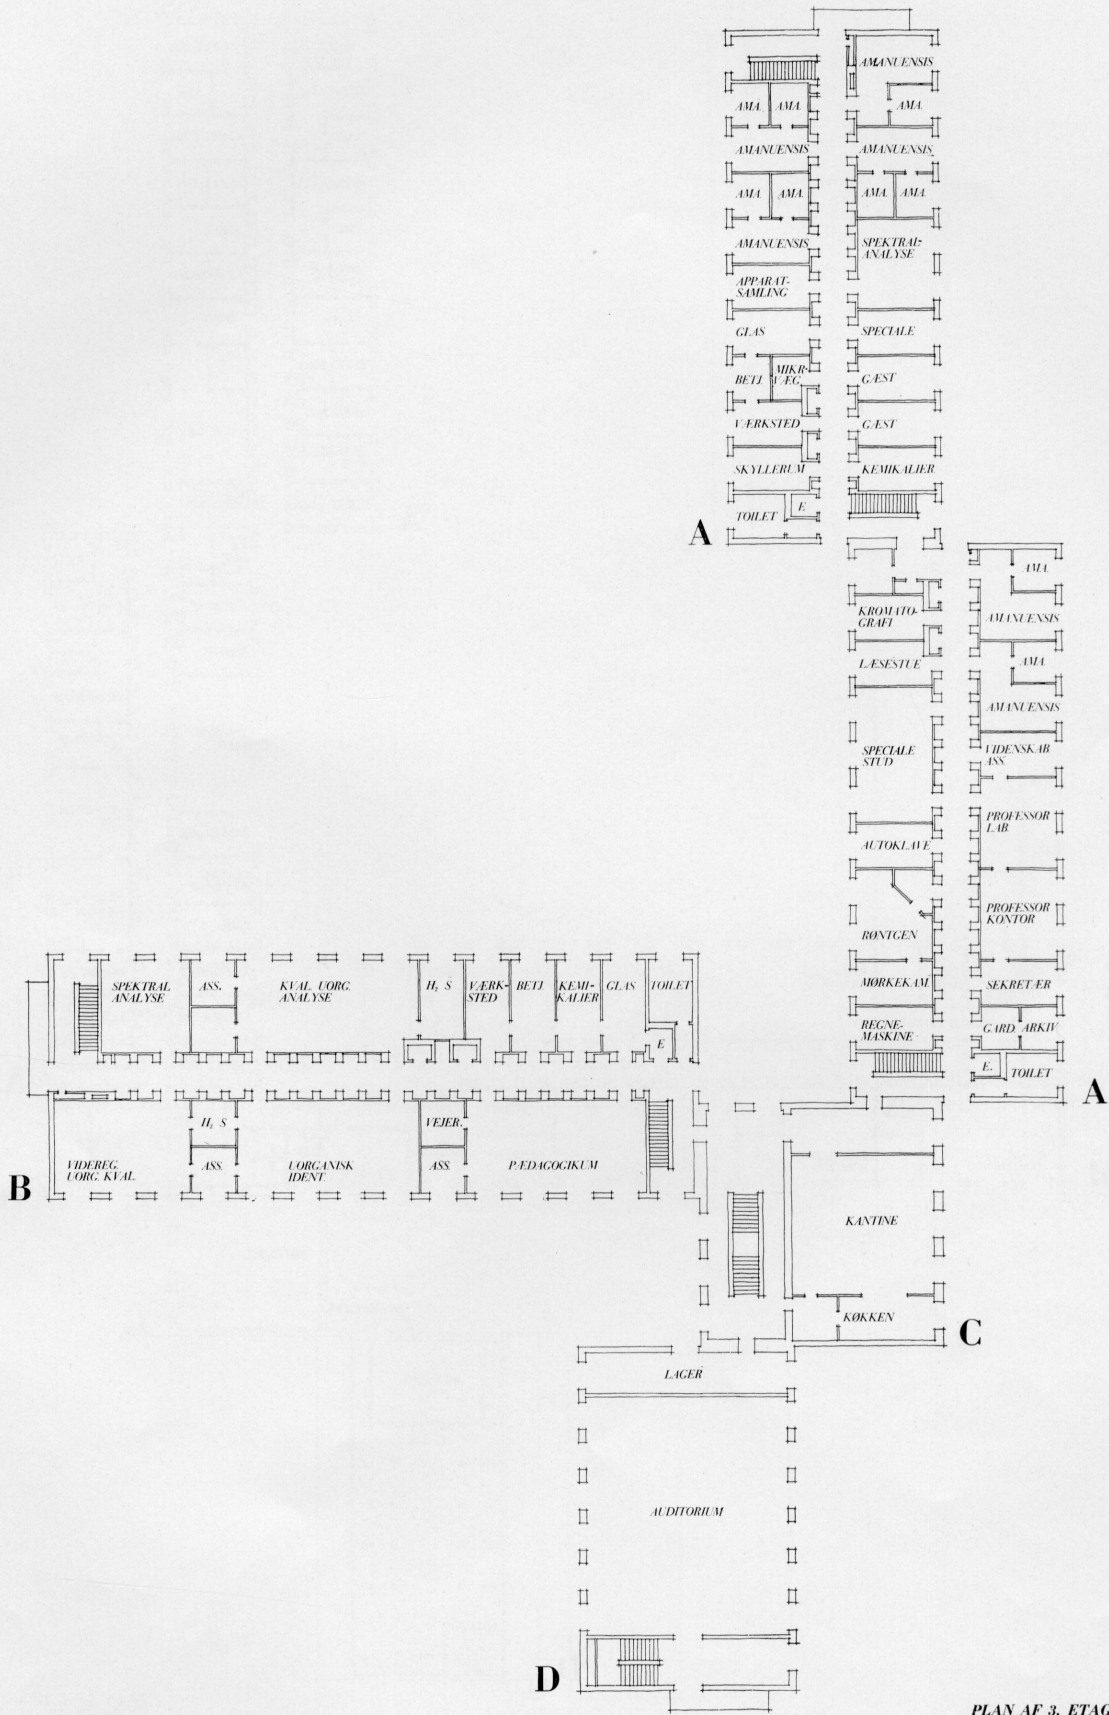 AMANUENSIS
AMA.
AMA.
AMA.
AMANUENSIS
AMANUENSIS
AMA.
AMA.
AMA.
AMA.
AMANUENSIS
SPEKTRAL-
ANALYSE
APPARAT-
SAMLING
GLAS
SPECIALE
BETJ.
MIKR-
VÆG.
GÆST
VÆRKSTED
GÆST
SKYLLERUM
KEMIKALIER
TOILET
E
A
AMA.
KROMATO-
GRAFI
AMANUENSIS
LÆSESTUE
AMA.
AMANUENSIS
SPECIALE
STUD
VIDENSKAB
ASS.
PROFESSOR
LAB.
AUTOKLAVE
PROFESSOR
KONTOR
RØNTGEN
MØRKEKAM.
SEKRETÆR
REGNE-
MASKINE
GARD.
ARKIV
E.
TOILET
A
SPEKTRAL
ANALYSE
ASS.
KVAL. UORG.
ANALYSE
H₂ S
VÆRK-
STED
BETJ.
KEMI-
KALIER
GLAS
TOILET
E
H₂ S
VEJER.
VIDEREG.
UORG. KVAL.
ASS.
UORGANISK
IDENT.
ASS.
PÆDAGOGIKUM
B
KANTINE
KØKKEN
C
LAGER
AUDITORIUM
D
PLAN AF 3. ETAG